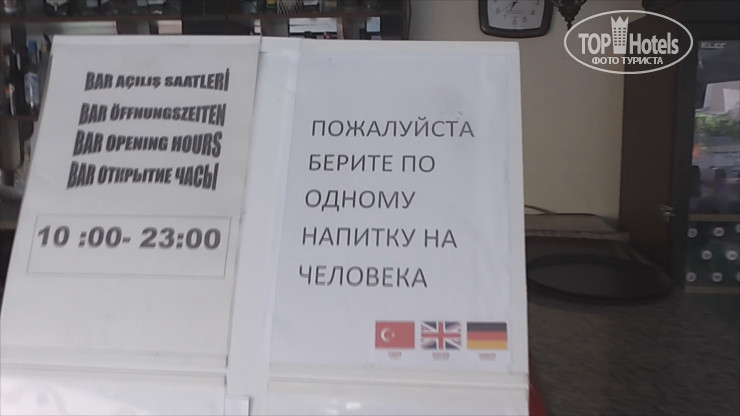 BAR AÇILIŞ SAATLERİ
BAR ÖFFNUNGSZEITEN
BAR OPENING HOURS
BAR ОТКРЫТИЕ ЧАСЫ
10 :00- 23:00
ПОЖАЛУЙСТА
БЕРИТЕ ПО
ОДНОМУ
НАПИТКУ НА
ЧЕЛОВЕКА
TOP Hotels
ФОТО ТУРИСТА